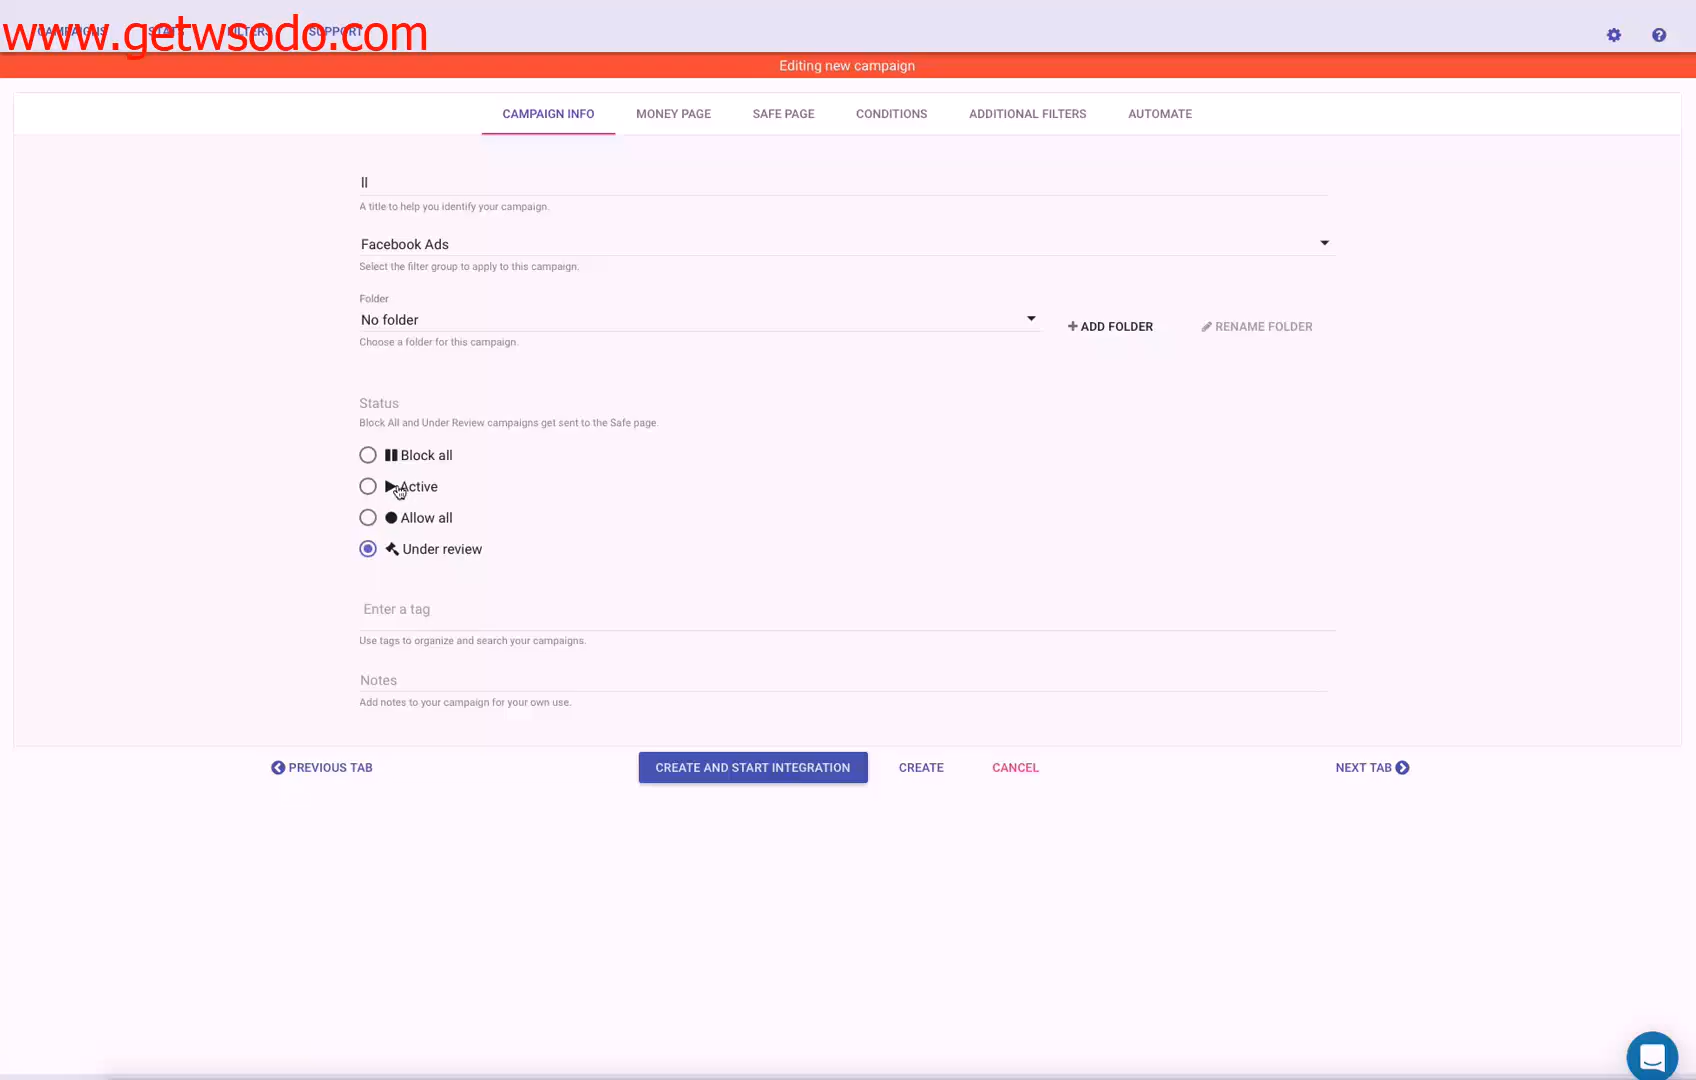 www.getwsodo.com
CAMPAIGNS STATS FILTERS SUPPORT
Editing new campaign
CAMPAIGN INFO MONEY PAGE SAFE PAGE CONDITIONS ADDITIONAL FILTERS AUTOMATE
ll
A title to help you identify your campaign.
Facebook Ads
Select the filter group to apply to this campaign.
Folder
No folder
+ ADD FOLDER RENAME FOLDER
Choose a folder for this campaign.
Status
Block All and Under Review campaigns get sent to the Safe page.
Block all
Active
Allow all
Under review
Enter a tag
Use tags to organize and search your campaigns.
Notes
Add notes to your campaign for your own use.
PREVIOUS TAB CREATE AND START INTEGRATION CREATE CANCEL NEXT TAB